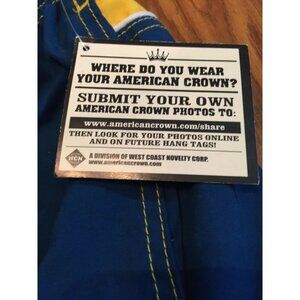 WHERE DO YOU WEAR
YOUR AMERICAN CROWN?
SUBMIT YOUR OWN
AMERICAN CROWN PHOTOS TO:
www.americancrown.com/share
THEN LOOK FOR YOUR PHOTOS ONLINE
AND ON FUTURE HANG TAGS!
A DIVISION OF WEST COAST NOVELTY CORP.
www.americancrown.com